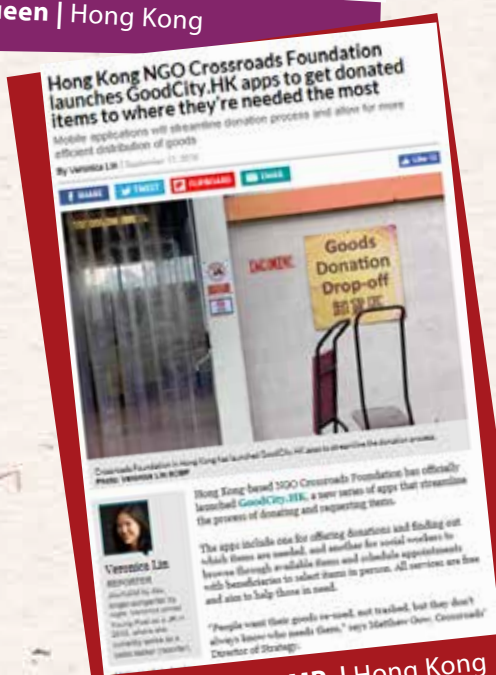 een | Hong Kong
Hong Kong NGO Crossroads Foundation
launches GoodCity.HK apps to get donated
items to where they're needed the most
Mobile applications will streamline donation process and allow for more
efficient distribution of goods
By Veronica Lin | September
SHARE TWEET FLIPBOARD EMAIL
Like
Goods
Donation
Drop-off
Crossroads Foundation in Hong Kong has launched GoodCity.HK apps to streamline the donation process.
Photo: Veronica Lin/SCMP
Hong Kong-based NGO Crossroads Foundation has officially
launched GoodCity.HK, a new series of apps that streamline
the process of donating and requesting items.
The apps include one for offering donations and finding out
which items are needed, and another for social workers to
browse through available items and schedule appointments
with beneficiaries to select items in person. All services are free
and aim to help those in need.
"People want their goods re-used, not trashed, but they don't
always know who needs them," says Matthew Gow, Crossroads'
Director of Strategy.
Veronica Lin
REPORTER
| Hong Kong